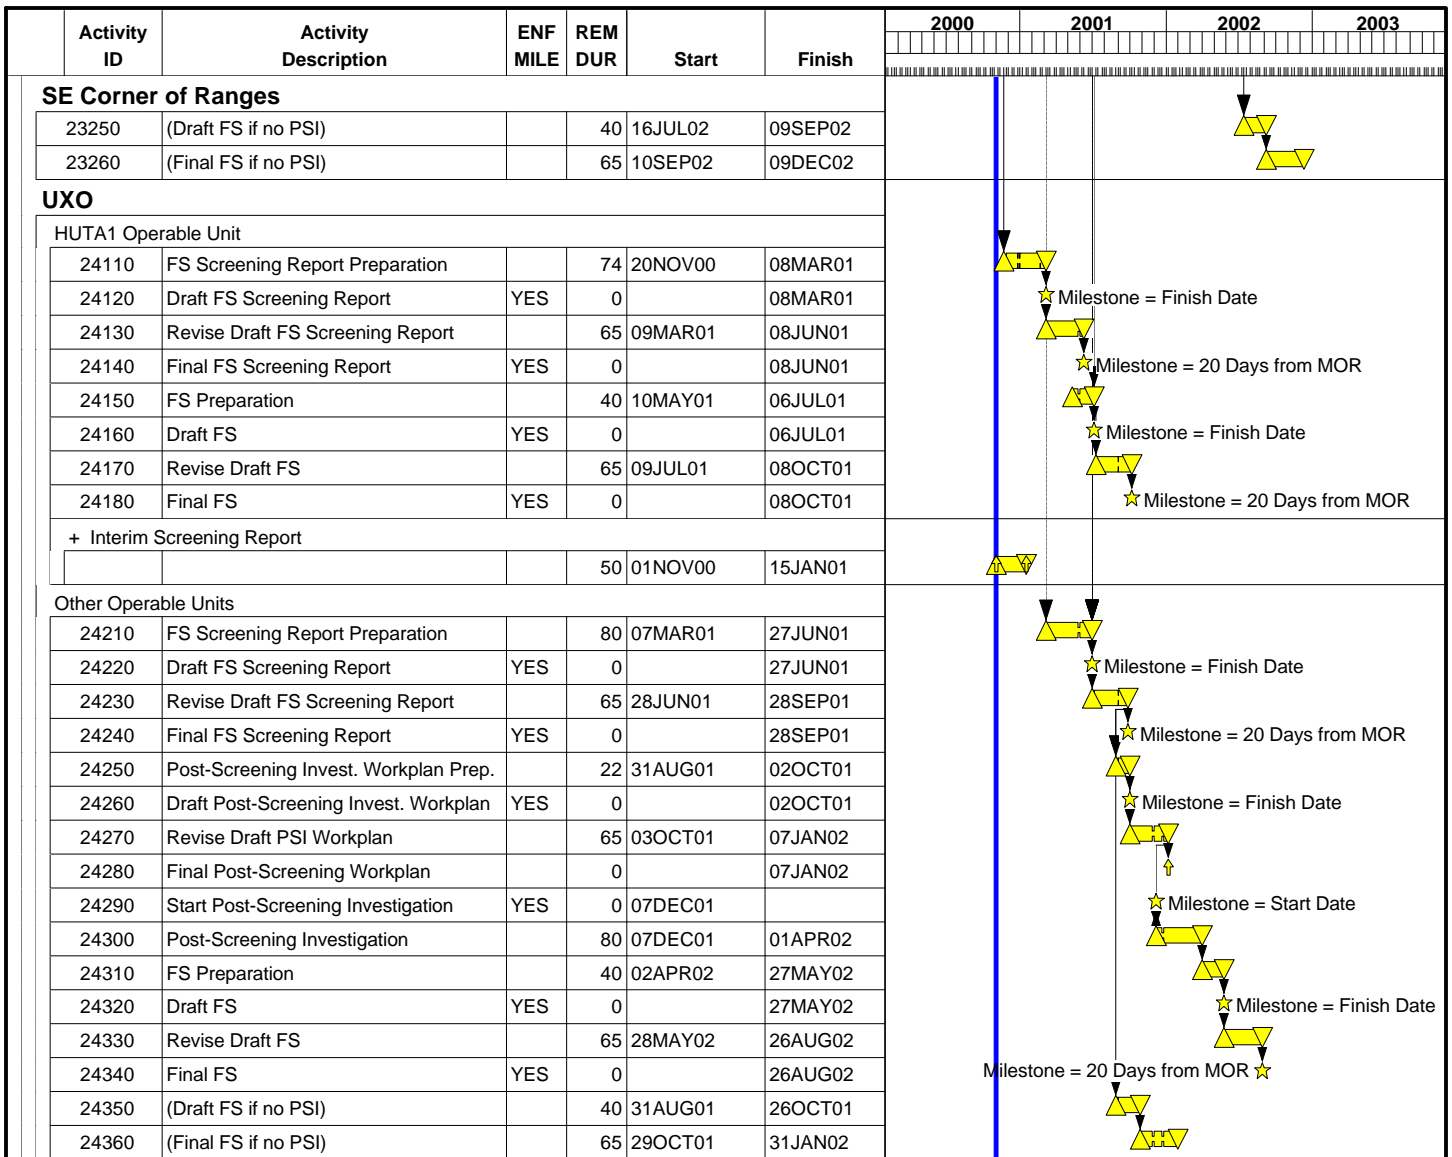 Activity ID Activity Description ENF MILE REM DUR Start Finish 2000 2001 2002 2003
SE Corner of Ranges
23250 (Draft FS if no PSI) 40 16JUL02 09SEP02
23260 (Final FS if no PSI) 65 10SEP02 09DEC02
UXO
HUTA1 Operable Unit
24110 FS Screening Report Preparation 74 20NOV00 08MAR01
24120 Draft FS Screening Report YES 0 08MAR01 Milestone = Finish Date
24130 Revise Draft FS Screening Report 65 09MAR01 08JUN01
24140 Final FS Screening Report YES 0 08JUN01 Milestone = 20 Days from MOR
24150 FS Preparation 40 10MAY01 06JUL01
24160 Draft FS YES 0 06JUL01 Milestone = Finish Date
24170 Revise Draft FS 65 09JUL01 08OCT01
24180 Final FS YES 0 08OCT01 Milestone = 20 Days from MOR
+ Interim Screening Report
50 01NOV00 15JAN01
Other Operable Units
24210 FS Screening Report Preparation 80 07MAR01 27JUN01
24220 Draft FS Screening Report YES 0 27JUN01 Milestone = Finish Date
24230 Revise Draft FS Screening Report 65 28JUN01 28SEP01
24240 Final FS Screening Report YES 0 28SEP01 Milestone = 20 Days from MOR
24250 Post-Screening Invest. Workplan Prep. 22 31AUG01 02OCT01
24260 Draft Post-Screening Invest. Workplan YES 0 02OCT01 Milestone = Finish Date
24270 Revise Draft PSI Workplan 65 03OCT01 07JAN02
24280 Final Post-Screening Workplan 0 07JAN02
24290 Start Post-Screening Investigation YES 0 07DEC01 Milestone = Start Date
24300 Post-Screening Investigation 80 07DEC01 01APR02
24310 FS Preparation 40 02APR02 27MAY02
24320 Draft FS YES 0 27MAY02 Milestone = Finish Date
24330 Revise Draft FS 65 28MAY02 26AUG02
24340 Final FS YES 0 26AUG02 Milestone = 20 Days from MOR
24350 (Draft FS if no PSI) 40 31AUG01 26OCT01
24360 (Final FS if no PSI) 65 29OCT01 31JAN02